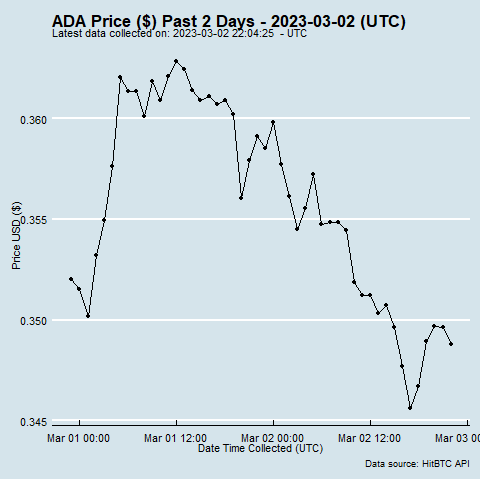 ADA Price ($) Past 2 Days - 2023-03-02 (UTC)
Latest data collected on: 2023-03-02 22:04:25 - UTC
0.360
0.355
0.350
0.345
Price USD ($)
Mar 01 00:00 Mar 01 12:00 Mar 02 00:00 Mar 02 12:00 Mar 03 0
Date Time Collected (UTC)
Data source: HitBTC API